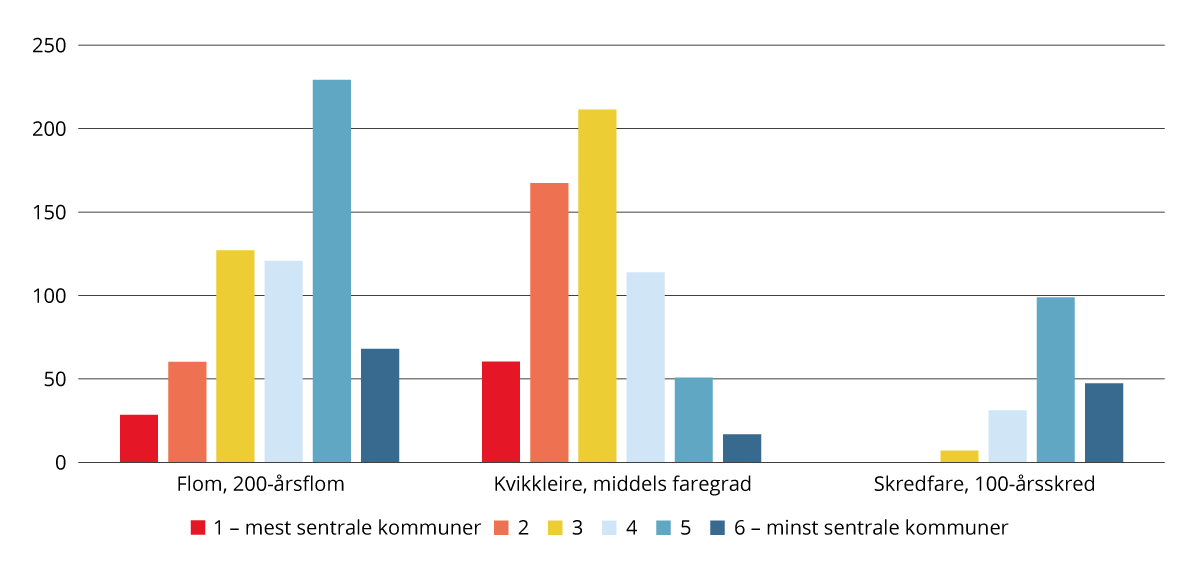 250
200
150
100
50
0
Flom, 200-årsflom
Kvikkleire, middels faregrad
Skredfare, 100-årsskred
1 – mest sentrale kommuner 2 3 4 5 6 – minst sentrale kommuner